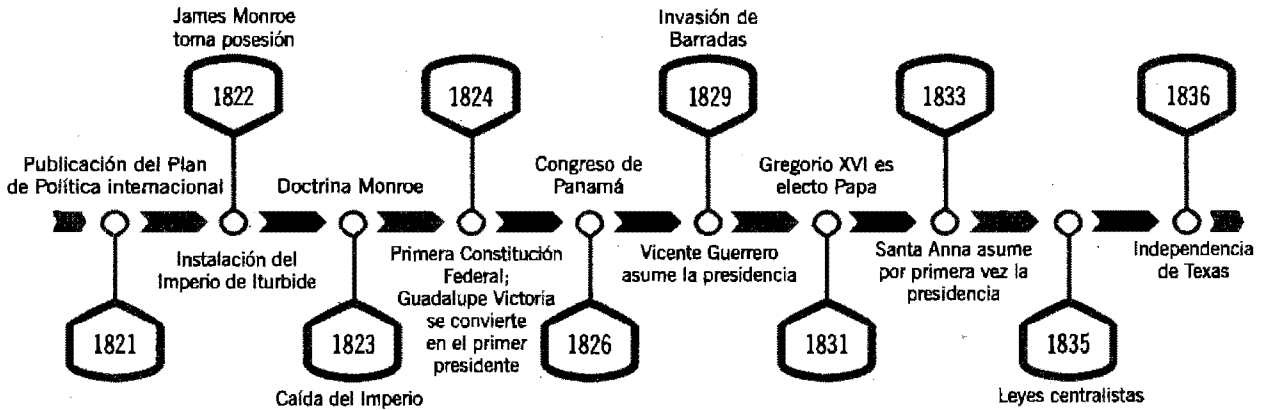 James Monroe
toma posesión
1822
1824
Invasión de
Barradas
1829
1833
1836
Publicación del Plan
de Política internacional
Doctrina Monroe
Congreso de
Panamá
Gregorio XVI es
electo Papa
Instalación del
Imperio de Iturbide
Primera Constitución
Federal;
Guadalupe Victoria
se convierte
en el primer
presidente
Vicente Guerrero
asume la presidencia
Santa Anna asume
por primera vez la
presidencia
Independencia
de Texas
1821
1823
Caída del Imperio
1826
1831
1835
Leyes centralistas